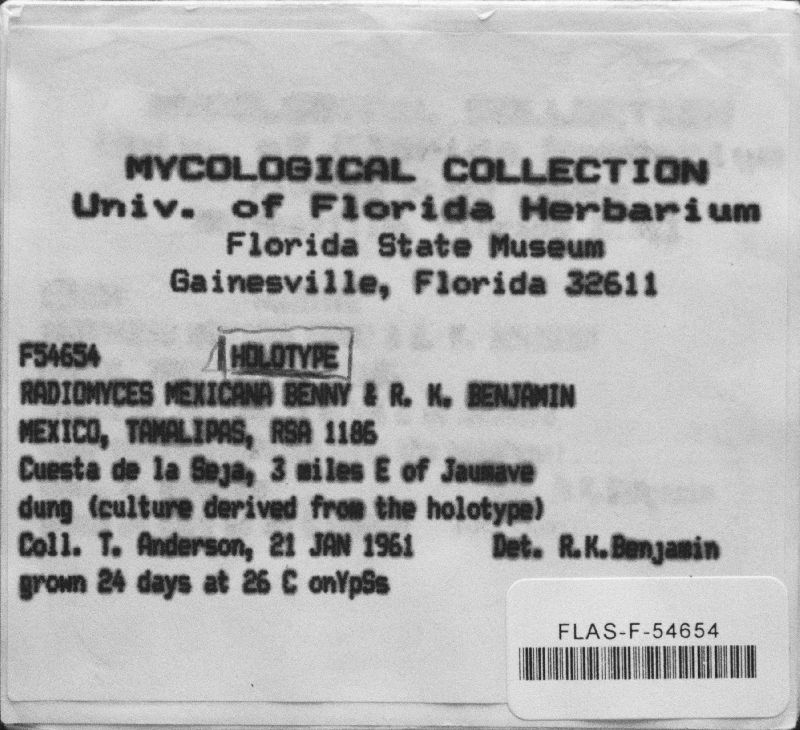 MYCOLOGICAL COLLECTION
Univ. of Florida Herbarium
Florida State Museum
Gainesville, Florida 32611
F54654 HOLOTYPE
RADIOMYCES MEXICANA BENNY & R. K. BENJAMIN
MEXICO, TAMALIPAS, RSA 1186
Cuesta de la Seja, 3 miles E of Jaumave
dung (culture derived from the holotype)
Coll. T. Anderson, 21 JAN 1961 Det. R.K.Benjamin
grown 24 days at 26 C onYpSs
FLAS-F-54654